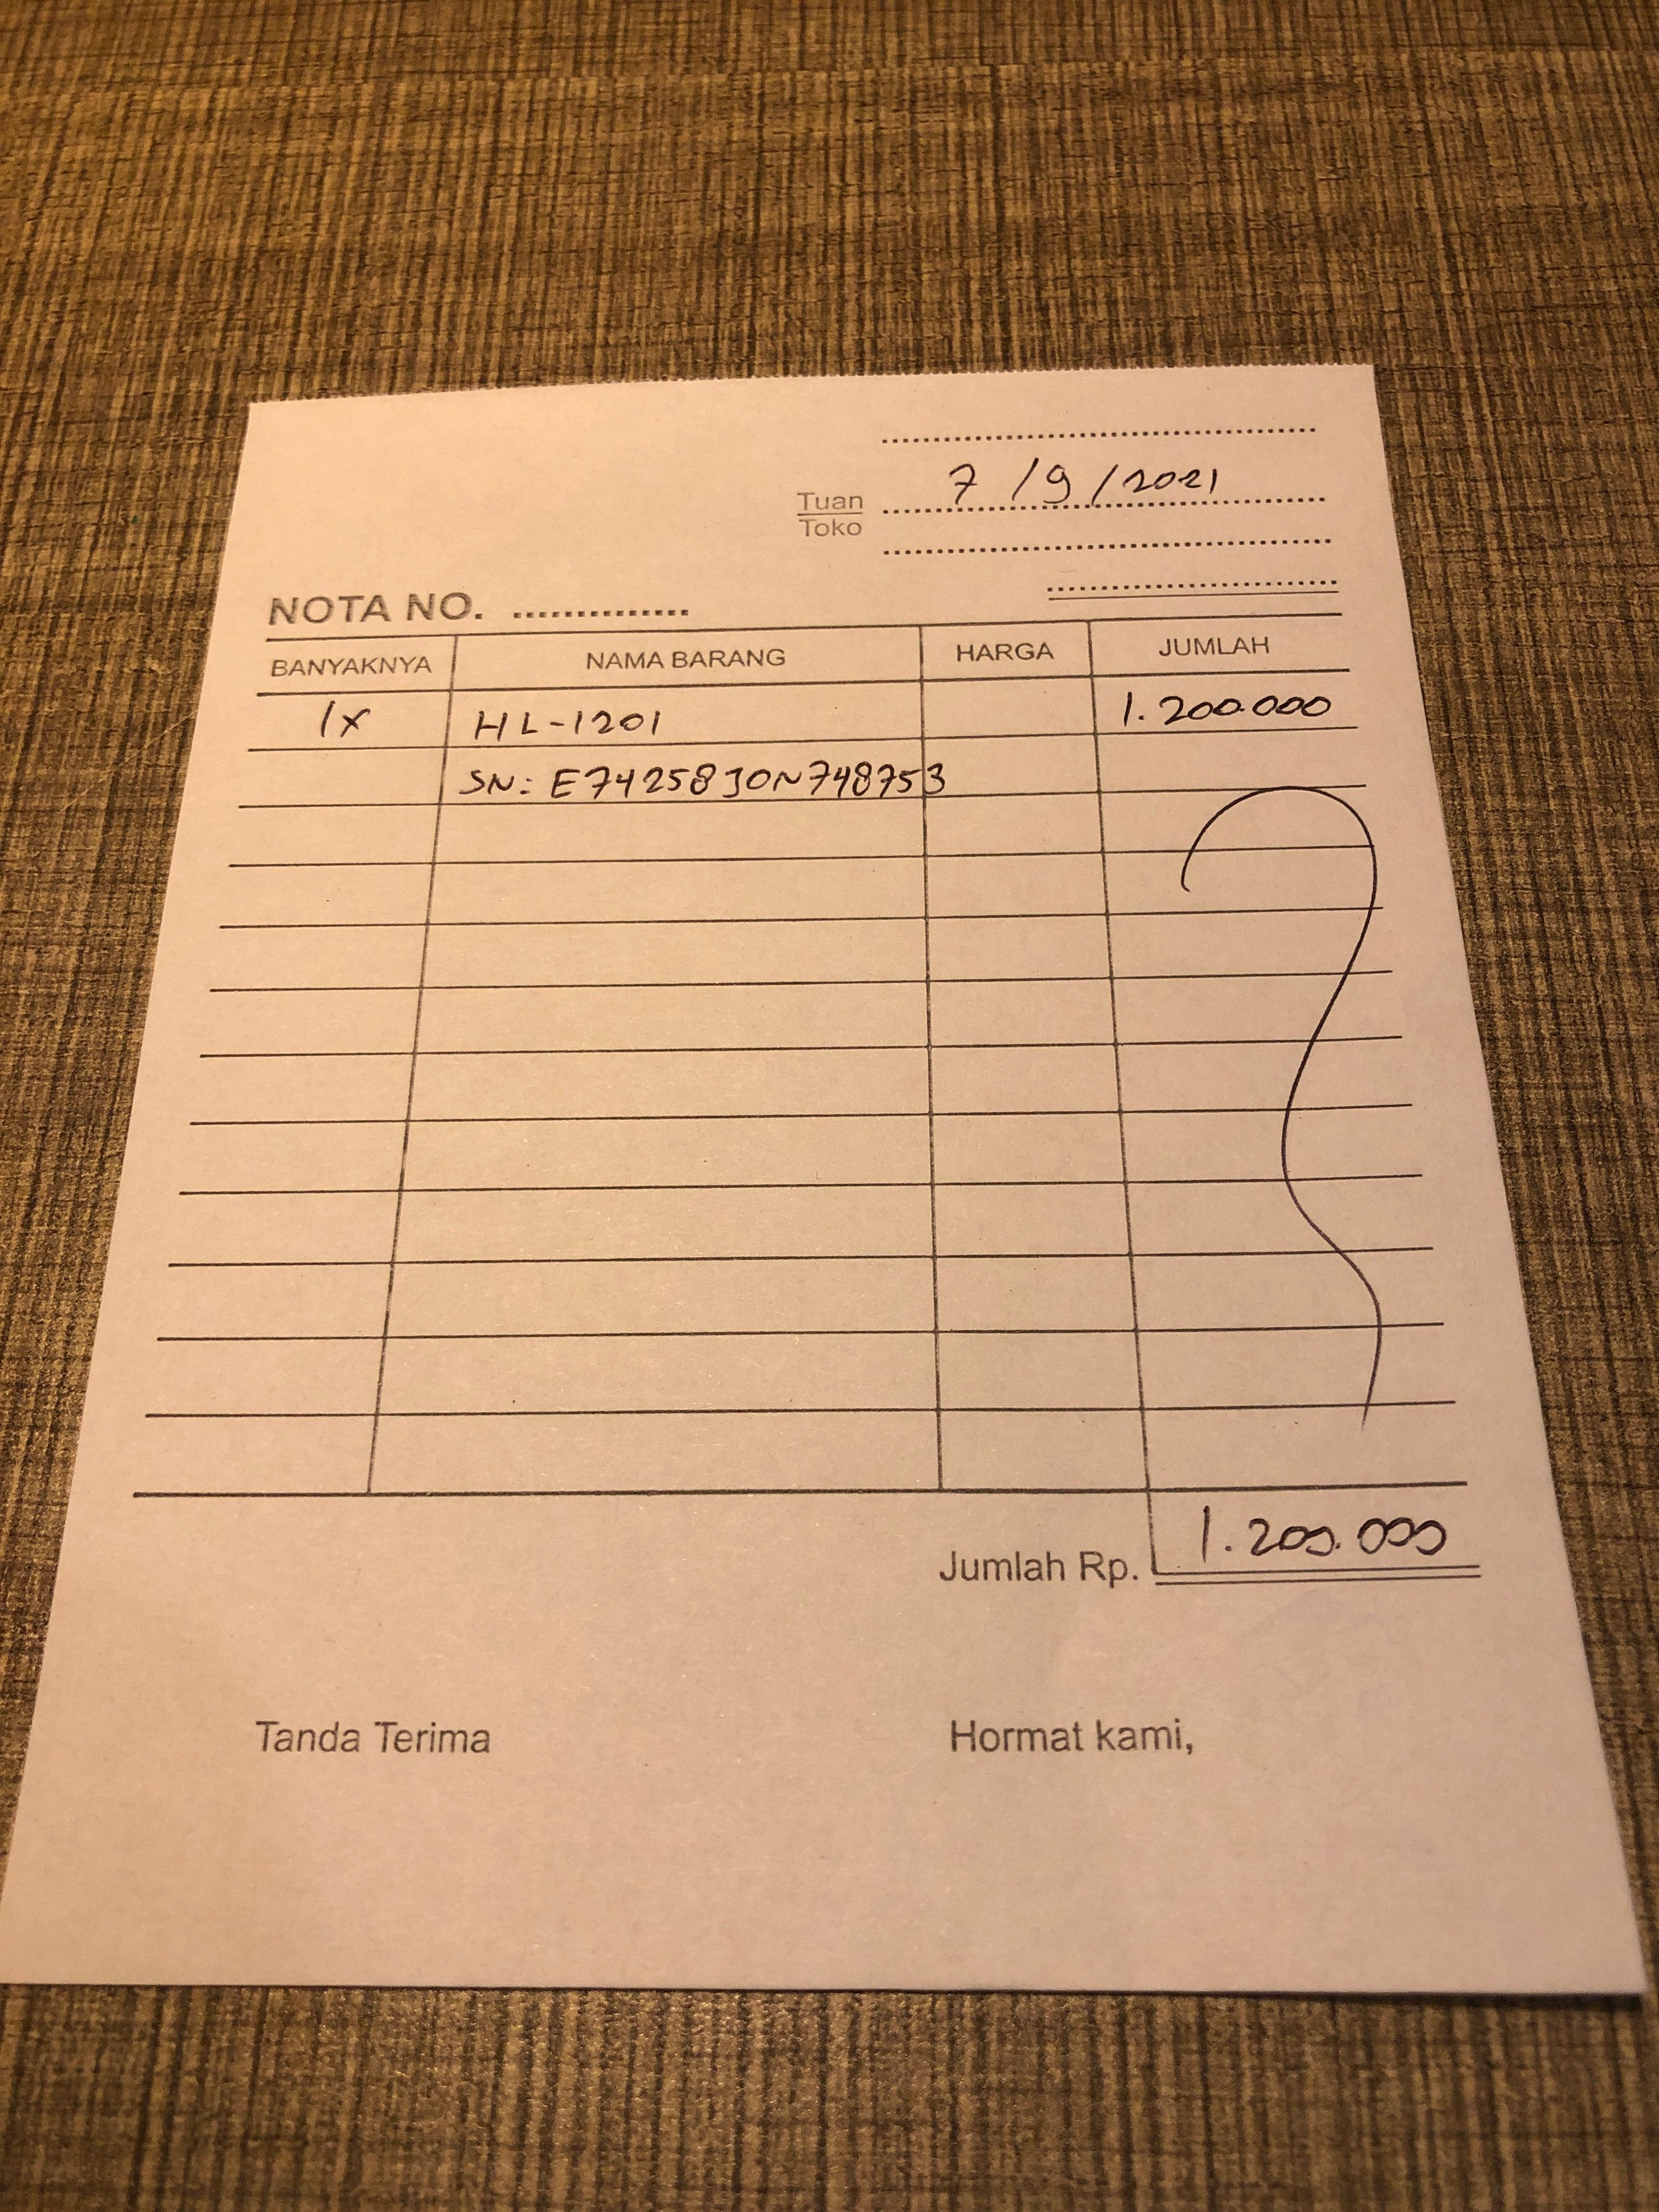 7/9/2021
Tuan
Toko
NOTA NO. ..............
BANYAKNYA NAMA BARANG HARGA JUMLAH
1x HL-1201 1.200.000
SN: E74258J0N748753
Jumlah Rp. 1.200.000
Tanda Terima Hormat kami,